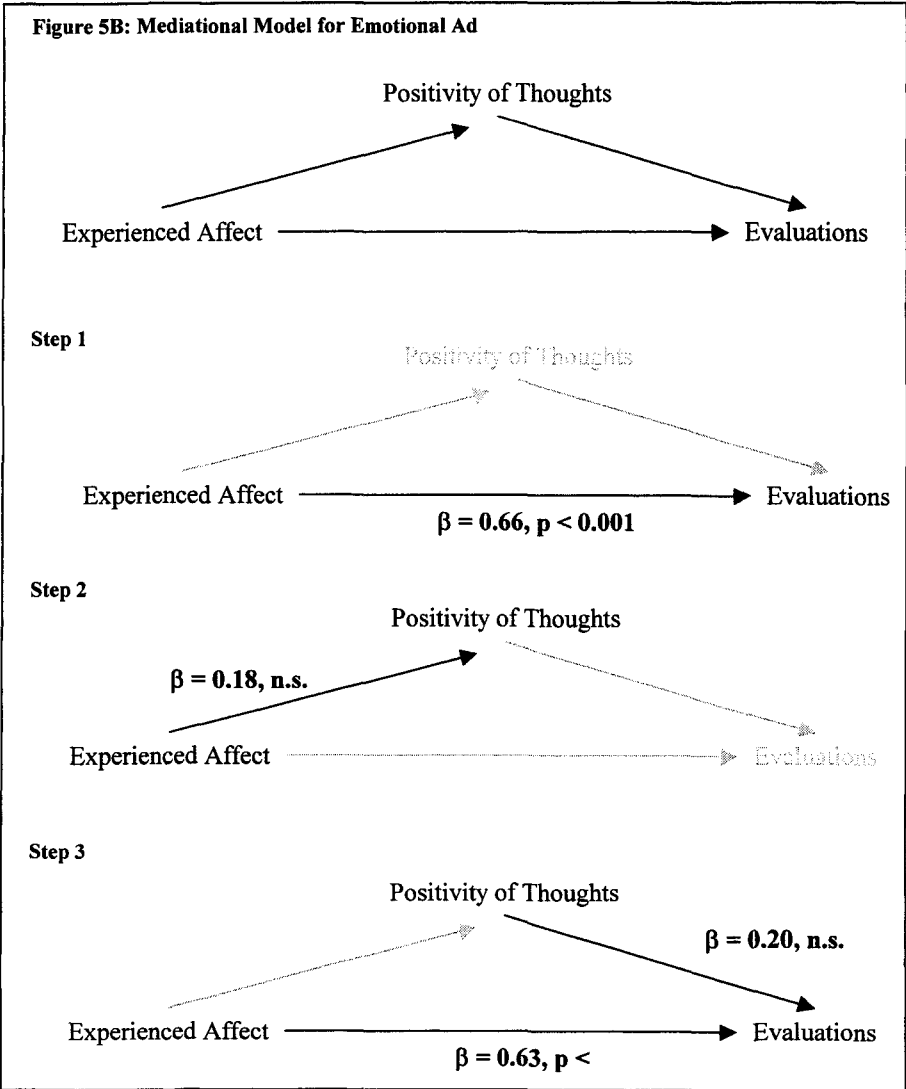 Figure 5B: Mediational Model for Emotional Ad
Positivity of Thoughts
Experienced Affect
Evaluations
Step 1
Positivity of Thoughts
Experienced Affect
Evaluations
β = 0.66, p < 0.001
Step 2
Positivity of Thoughts
β = 0.18, n.s.
Experienced Affect
Evaluations
Step 3
Positivity of Thoughts
β = 0.20, n.s.
Experienced Affect
Evaluations
β = 0.63, p <